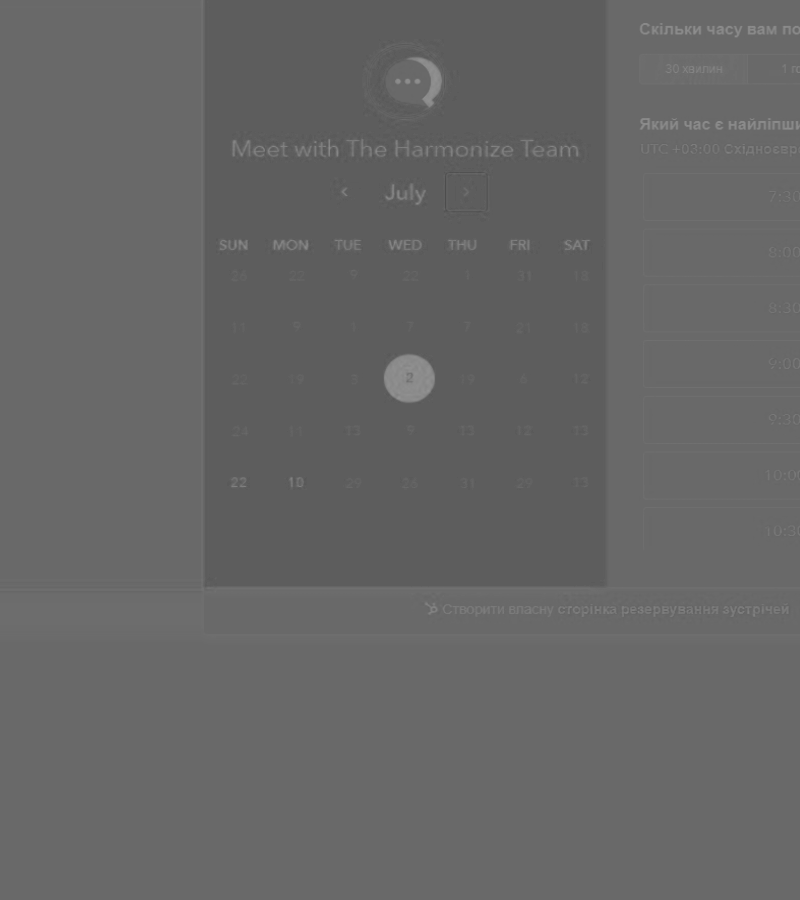 Meet with The Harmonize Team
July
SUN MON TUE WED THU FRI SAT
26 22 9 22 1 31 18
11 9 1 7 7 21 18
22 19 3 2 19 6 12
24 11 13 9 13 12 13
22 18 29 26 31 29 13
Скільки часу вам по
30 хвилин 1 го
Який час є найліпши
UTC +03:00 Східноєвр
7:30
8:00
8:30
9:00
9:30
10:00
10:30
Створити власну сторінка резервування зустрічей